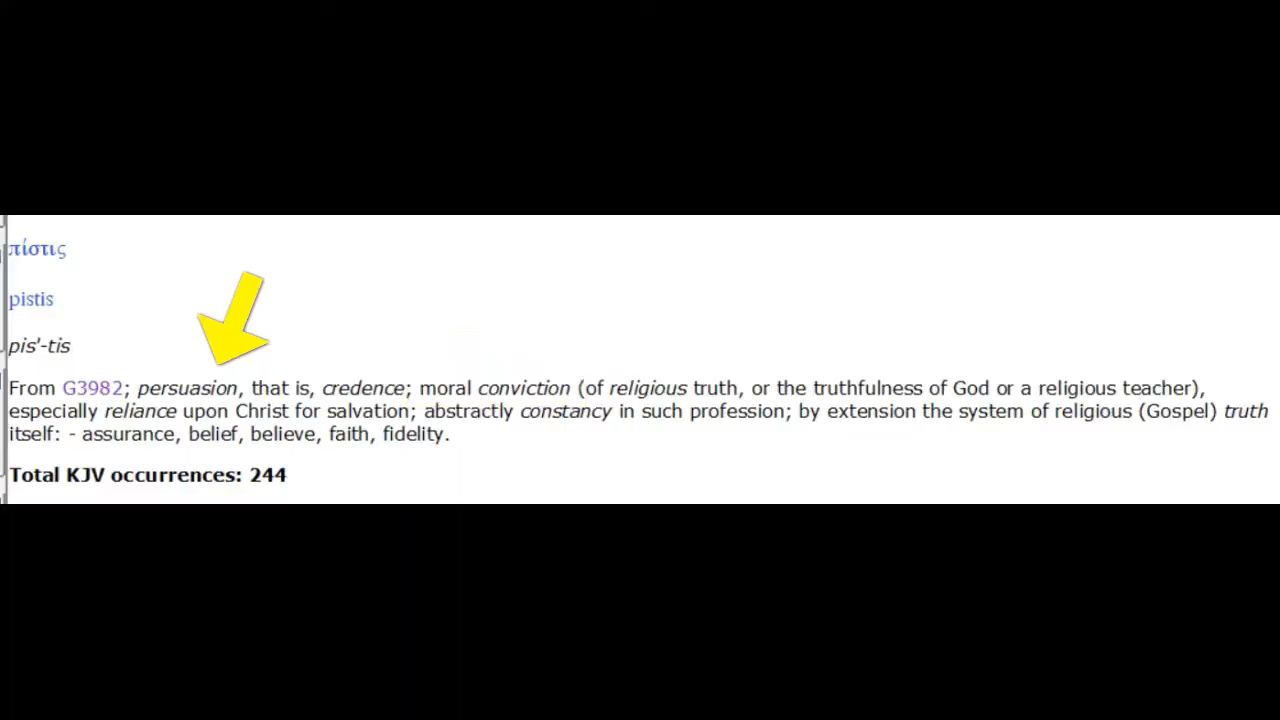 πίστις
pistis
pis'-tis
From G3982; persuasion, that is, credence; moral conviction (of religious truth, or the truthfulness of God or a religious teacher),
especially reliance upon Christ for salvation; abstractly constancy in such profession; by extension the system of religious (Gospel) truth
itself: - assurance, belief, believe, faith, fidelity.
Total KJV occurrences: 244